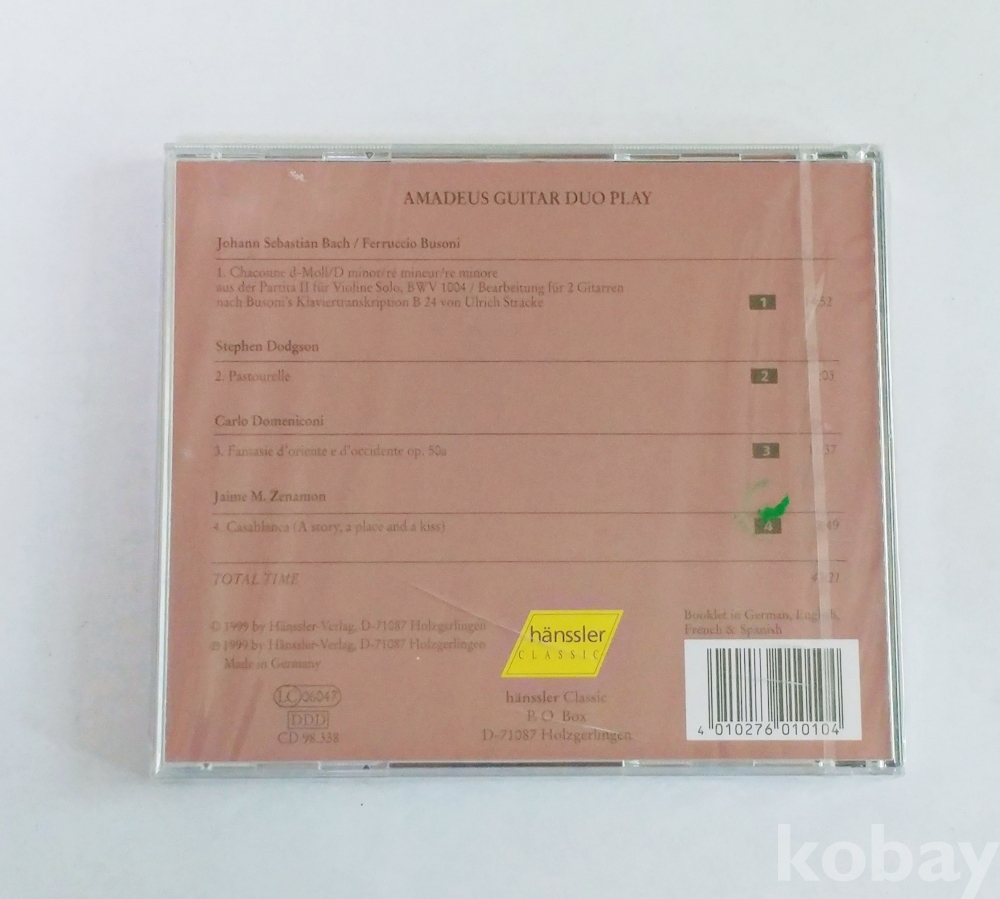 AMADEUS GUITAR DUO PLAY
Johann Sebastian Bach / Ferruccio Busoni
1. Chaconne d-Moll/D minor/ré mineur/re minore
aus der Partita II für Violine Solo, BWV 1004 / Bearbeitung für 2 Gitarren
nach Busoni's Klaviertranskription B 24 von Ulrich Stracke
1
Stephen Dodgson
2. Pastourelle
2
Carlo Domeniconi
3. Fantasie d'oriente e d'occidente op. 50a
3
Jaime M. Zenamon
4. Casablanca (A story, a place and a kiss)
4
TOTAL TIME
© 1999 by Hänssler-Verlag, D-71087 Holzgerlingen
℗ 1999 by Hänssler-Verlag, D-71087 Holzgerlingen
Made in Germany
LC 06047
DDD
CD 98.338
hänssler
CLASSIC
hänssler Classic
P. O. Box
D-71087 Holzgerlingen
Booklet in German, English,
French & Spanish
4 010276 010104
kobay